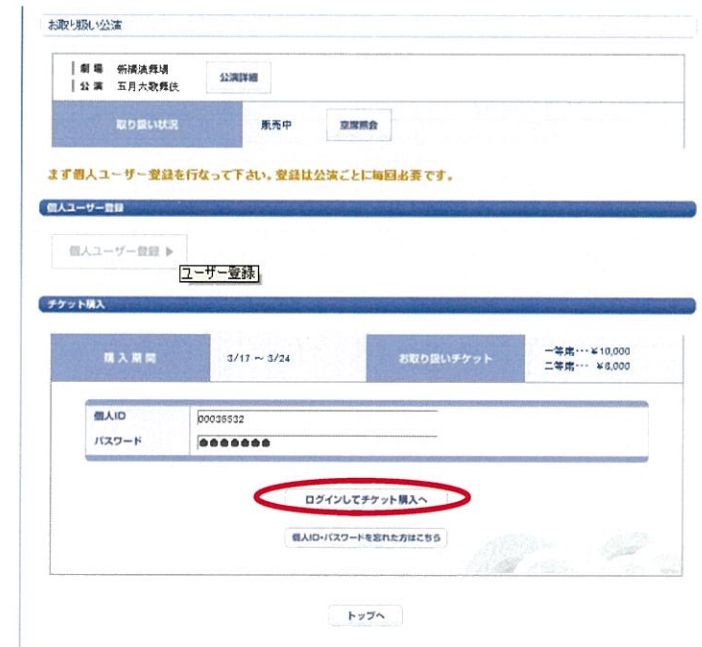 お取り扱い公演
劇場 新橋演舞場
公演 五月大歌舞伎
公演詳細
取り扱い状況 販売中 空席照会
まず個人ユーザー登録を行なって下さい。登録は公演ごとに毎回必要です。
個人ユーザー登録
個人ユーザー登録 ▶
ユーザー登録
チケット購入
購入期間 3/17 ～ 3/24 お取り扱いチケット 一等席･･･￥10,000
二等席･･･ ￥6,000
個人ID 00036532
パスワード ●●●●●●●
ログインしてチケット購入へ
個人ID・パスワードを忘れた方はこちら
トップへ